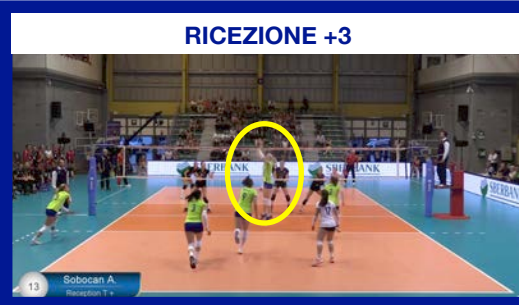 RICEZIONE +3
SBERBANK
SBERBANK
13
Sobocan A.
Reception T +